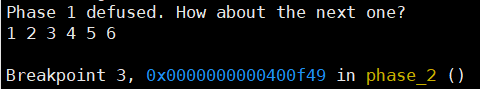 Phase 1 defused. How about the next one?
1 2 3 4 5 6
Breakpoint 3, 0x0000000000400f49 in phase_2 ()